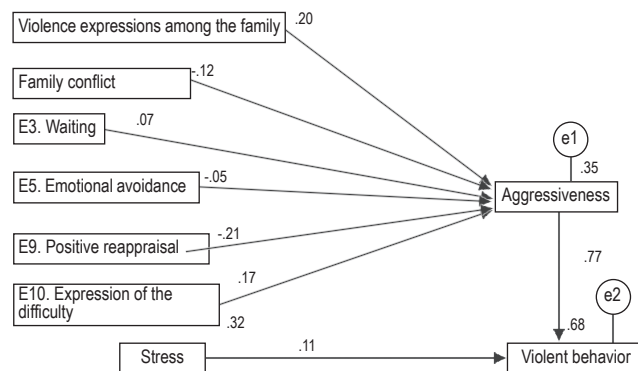 Violence expressions among the family
.20
Family conflict
-.12
E3. Waiting
.07
e1
.35
E5. Emotional avoidance
-.05
Aggressiveness
E9. Positive reappraisal
-.21
.77
E10. Expression of the
difficulty
.17
.32
e2
.68
Stress
.11
Violent behavior